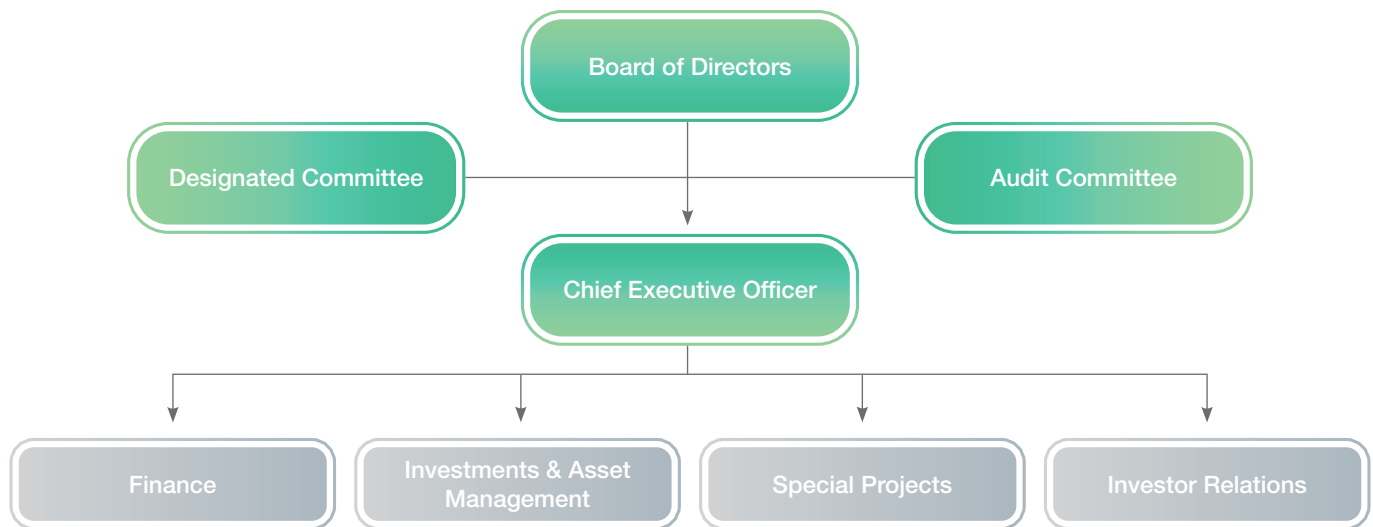 Board of Directors
Designated Committee
Audit Committee
Chief Executive Officer
Finance
Investments & Asset
Management
Special Projects
Investor Relations